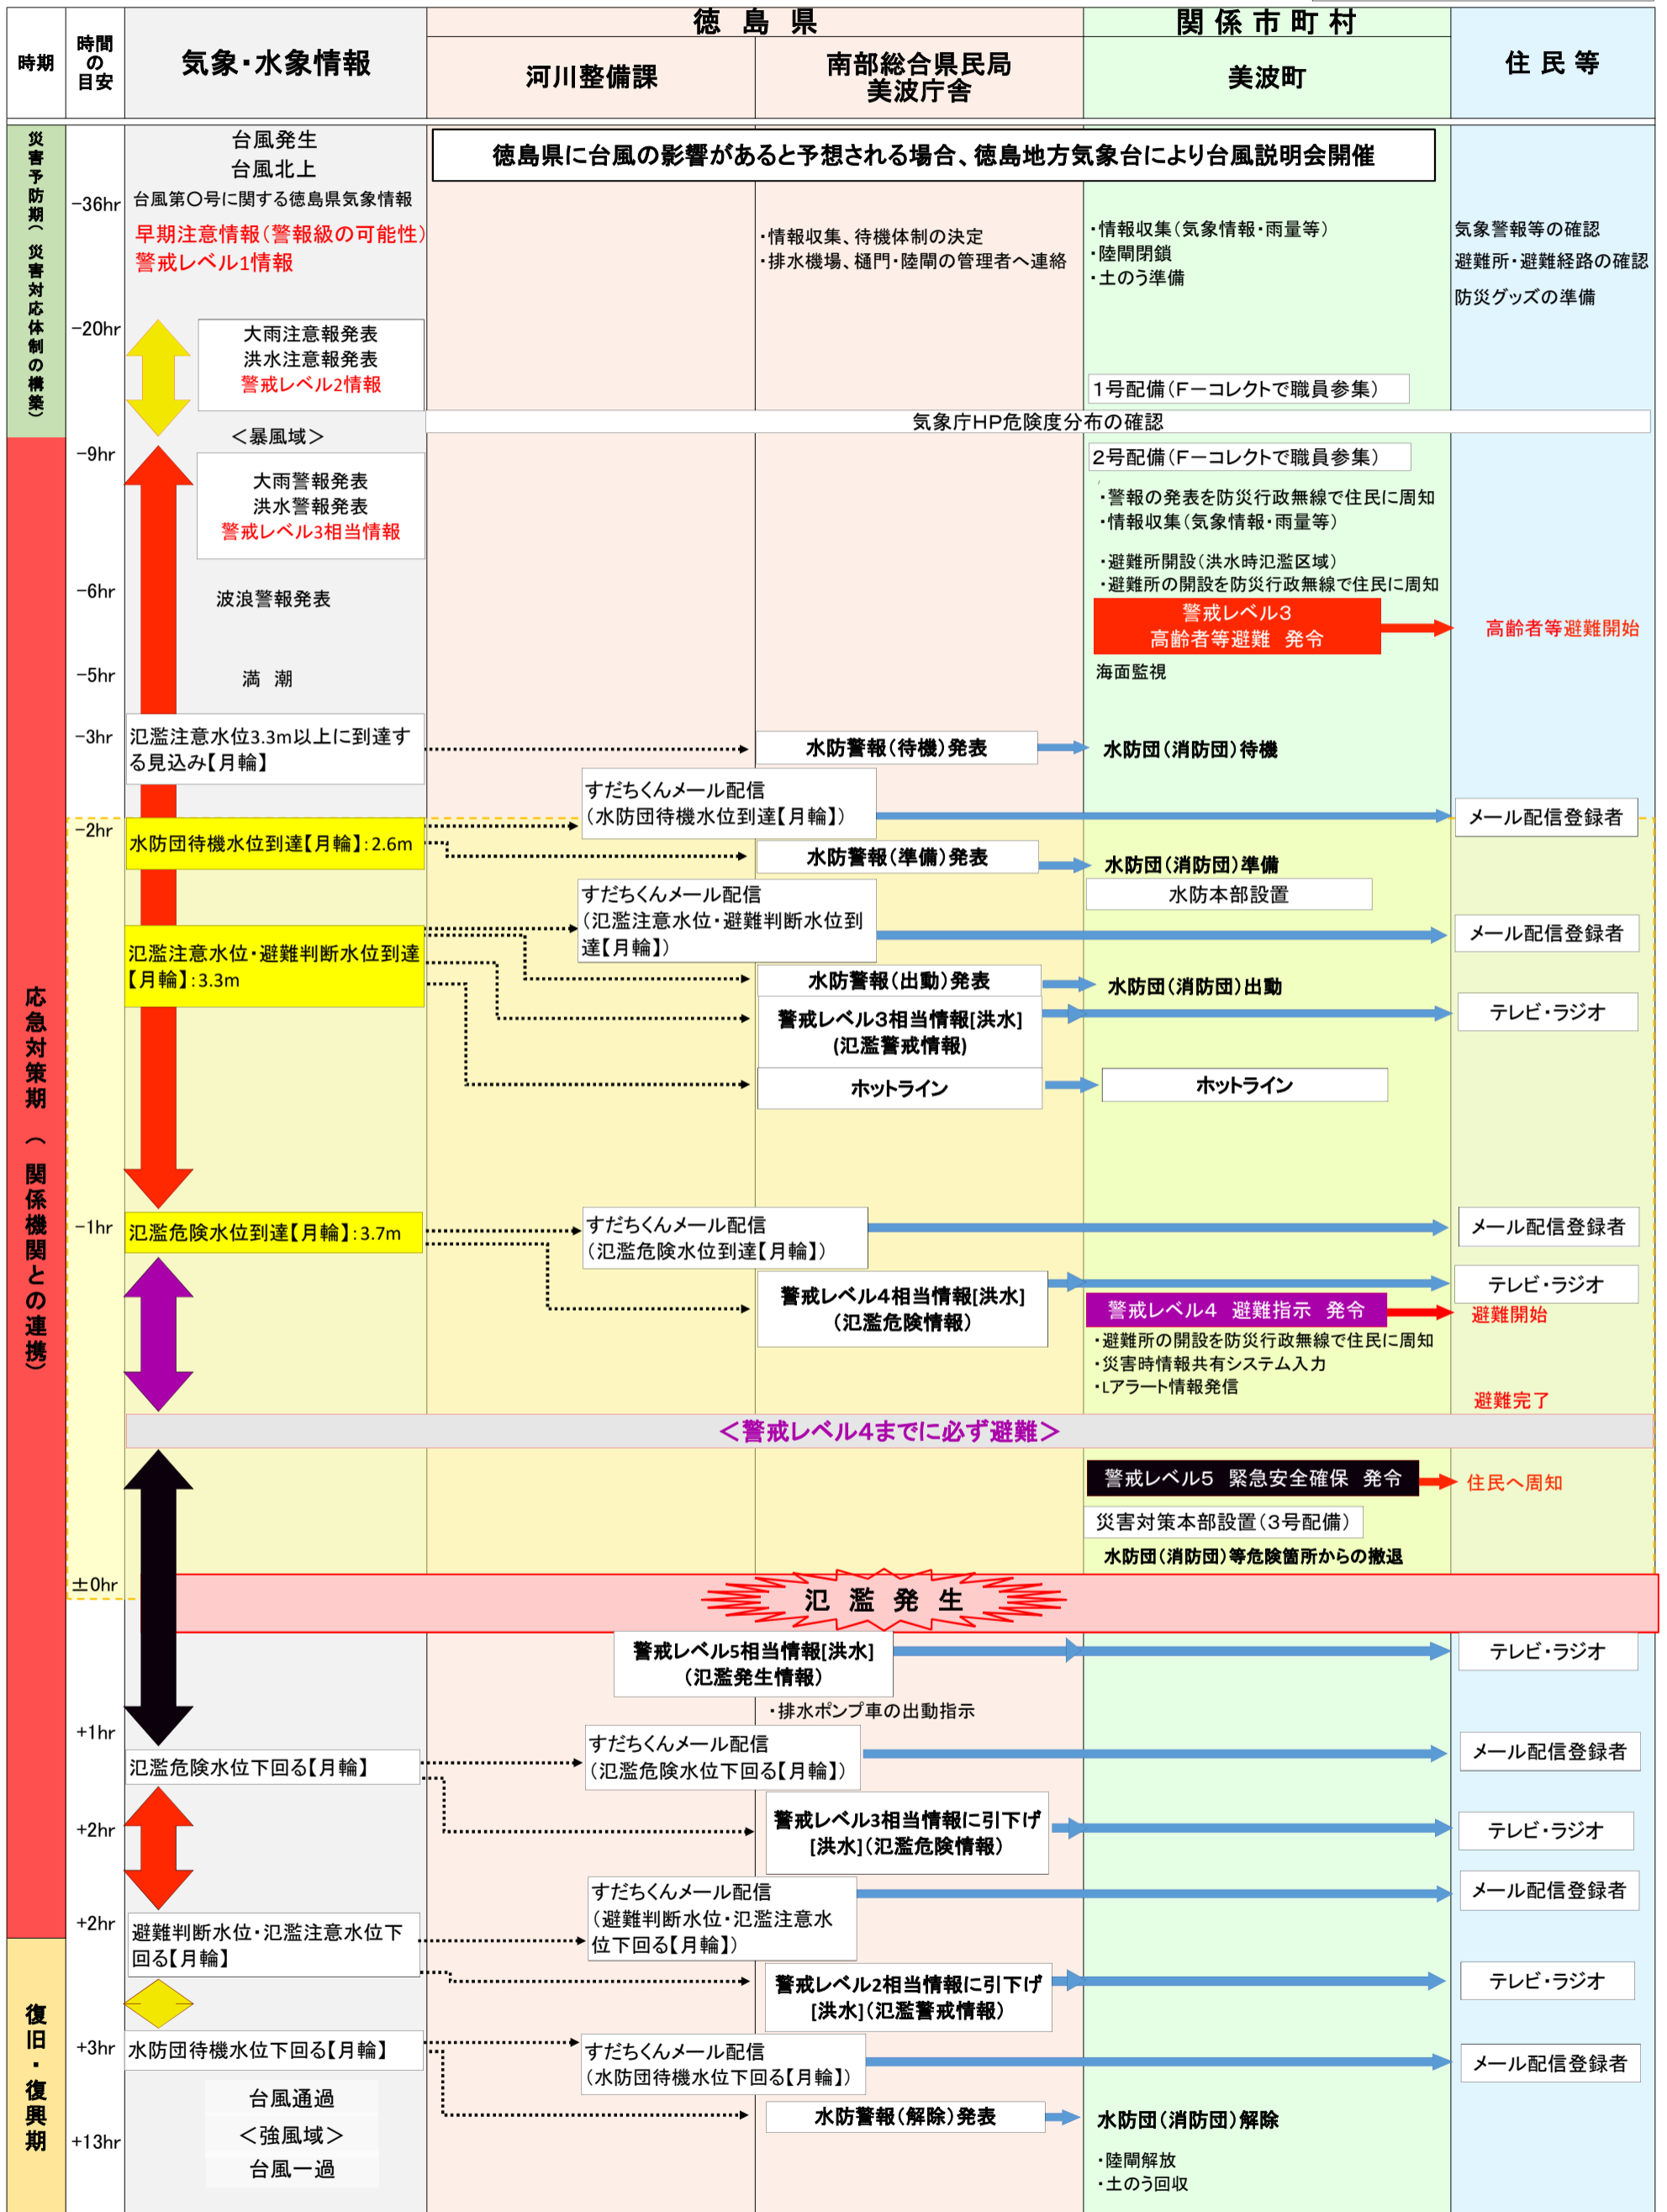 時期
時間
の
目安
気象・水象情報
徳島県
河川整備課
南部総合県民局
美波庁舎
関係市町村
美波町
住民等
災害予防期（災害対応体制の構築）
応急対策期（関係機関との連携）
復旧・復興期
台風発生
台風北上
徳島県に台風の影響があると予想される場合、徳島地方気象台により台風説明会開催
-36hr
台風第〇号に関する徳島県気象情報
早期注意情報（警報級の可能性）
警戒レベル1情報
・情報収集、待機体制の決定
・排水機場、樋門・陸閘の管理者へ連絡
・情報収集（気象情報・雨量等）
・陸閘閉鎖
・土のう準備
気象警報等の確認
避難所・避難経路の確認
防災グッズの準備
-20hr
大雨注意報発表
洪水注意報発表
警戒レベル2情報
1号配備（F－コレクトで職員参集）
気象庁HP危険度分布の確認
＜暴風域＞
-9hr
大雨警報発表
洪水警報発表
警戒レベル3相当情報
2号配備（F－コレクトで職員参集）
・警報の発表を防災行政無線で住民に周知
・情報収集（気象情報・雨量等）
・避難所開設（洪水時氾濫区域）
・避難所の開設を防災行政無線で住民に周知
-6hr
波浪警報発表
警戒レベル3
高齢者等避難　発令
高齢者等避難開始
-5hr
満　潮
海面監視
-3hr
氾濫注意水位3.3m以上に到達す
る見込み【月輪】
水防警報（待機）発表
水防団（消防団）待機
すだちくんメール配信
（水防団待機水位到達【月輪】）
メール配信登録者
-2hr
水防団待機水位到達【月輪】：2.6m
水防警報（準備）発表
水防団（消防団）準備
水防本部設置
すだちくんメール配信
（氾濫注意水位・避難判断水位到
達【月輪】）
メール配信登録者
氾濫注意水位・避難判断水位到達
【月輪】：3.3m
水防警報（出動）発表
水防団（消防団）出動
警戒レベル3相当情報[洪水]
(氾濫警戒情報)
テレビ・ラジオ
ホットライン
ホットライン
-1hr
氾濫危険水位到達【月輪】：3.7m
すだちくんメール配信
（氾濫危険水位到達【月輪】）
メール配信登録者
警戒レベル4相当情報[洪水]
（氾濫危険情報）
テレビ・ラジオ
警戒レベル4　避難指示　発令
避難開始
・避難所の開設を防災行政無線で住民に周知
・災害時情報共有システム入力
・Lアラート情報発信
避難完了
＜警戒レベル4までに必ず避難＞
警戒レベル5　緊急安全確保　発令
住民へ周知
災害対策本部設置（3号配備）
水防団（消防団）等危険箇所からの撤退
±0hr
氾　濫　発　生
警戒レベル5相当情報[洪水]
（氾濫発生情報）
テレビ・ラジオ
・排水ポンプ車の出動指示
+1hr
氾濫危険水位下回る【月輪】
すだちくんメール配信
（氾濫危険水位下回る【月輪】）
メール配信登録者
+2hr
警戒レベル3相当情報に引下げ
[洪水]（氾濫危険情報）
テレビ・ラジオ
すだちくんメール配信
（避難判断水位・氾濫注意水
位下回る【月輪】）
メール配信登録者
+2hr
避難判断水位・氾濫注意水位下
回る【月輪】
警戒レベル2相当情報に引下げ
[洪水]（氾濫警戒情報）
テレビ・ラジオ
+3hr
水防団待機水位下回る【月輪】
すだちくんメール配信
（水防団待機水位下回る【月輪】）
メール配信登録者
台風通過
水防警報（解除）発表
水防団（消防団）解除
＜強風域＞
+13hr
台風一過
・陸閘解放
・土のう回収